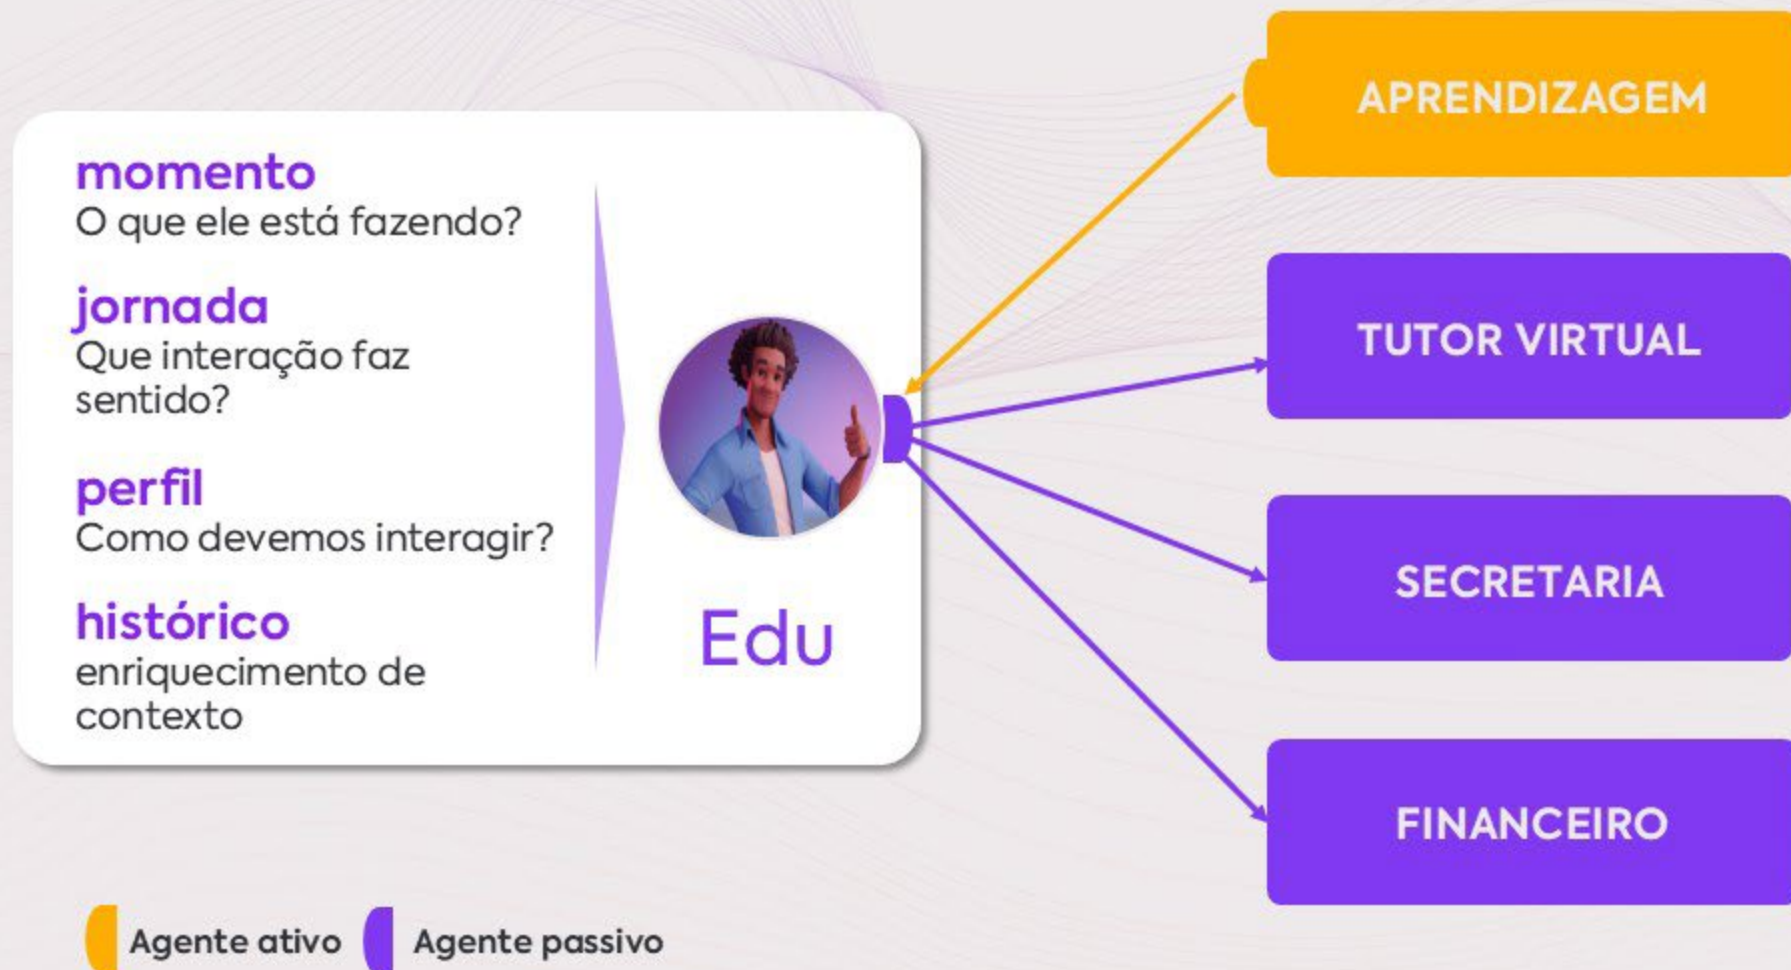 momento
O que ele está fazendo?
jornada
Que interação faz
sentido?
perfil
Como devemos interagir?
histórico
enriquecimento de
contexto
Edu
APRENDIZAGEM
TUTOR VIRTUAL
SECRETARIA
FINANCEIRO
Agente ativo
Agente passivo